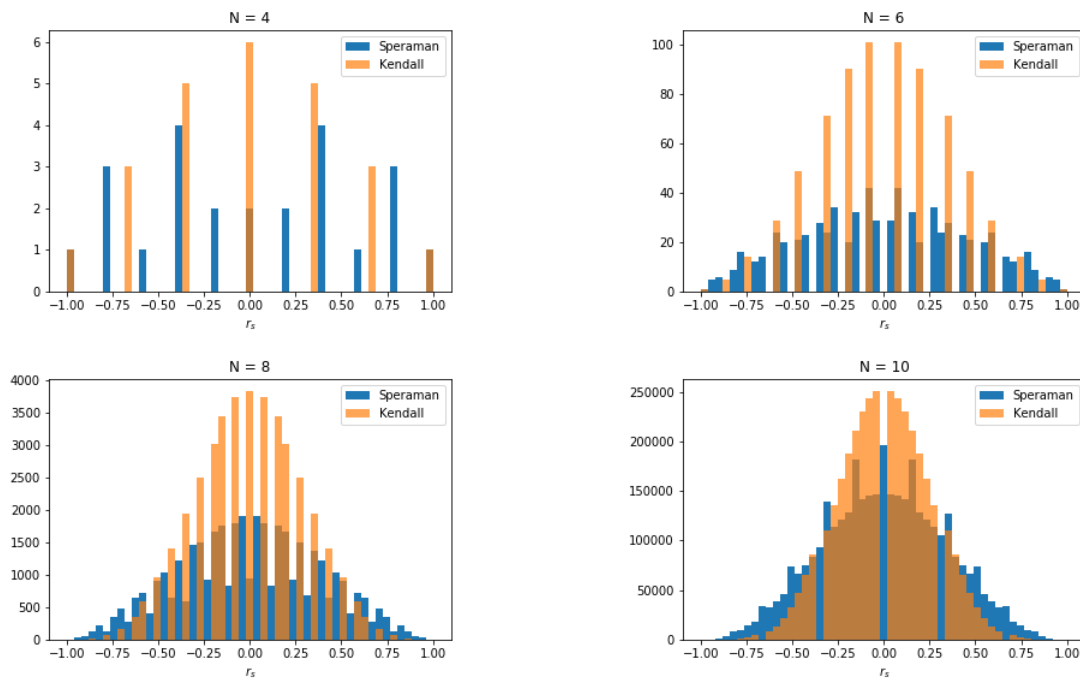 N = 4
6
5
4
3
2
1
0
−1.00 −0.75 −0.50 −0.25 0.00 0.25 0.50 0.75 1.00
r_s
Speraman
Kendall
N = 6
100
80
60
40
20
0
−1.00 −0.75 −0.50 −0.25 0.00 0.25 0.50 0.75 1.00
r_s
Speraman
Kendall
N = 8
4000
3500
3000
2500
2000
1500
1000
500
0
−1.00 −0.75 −0.50 −0.25 0.00 0.25 0.50 0.75 1.00
r_s
Speraman
Kendall
N = 10
250000
200000
150000
100000
50000
0
−1.00 −0.75 −0.50 −0.25 0.00 0.25 0.50 0.75 1.00
r_s
Speraman
Kendall